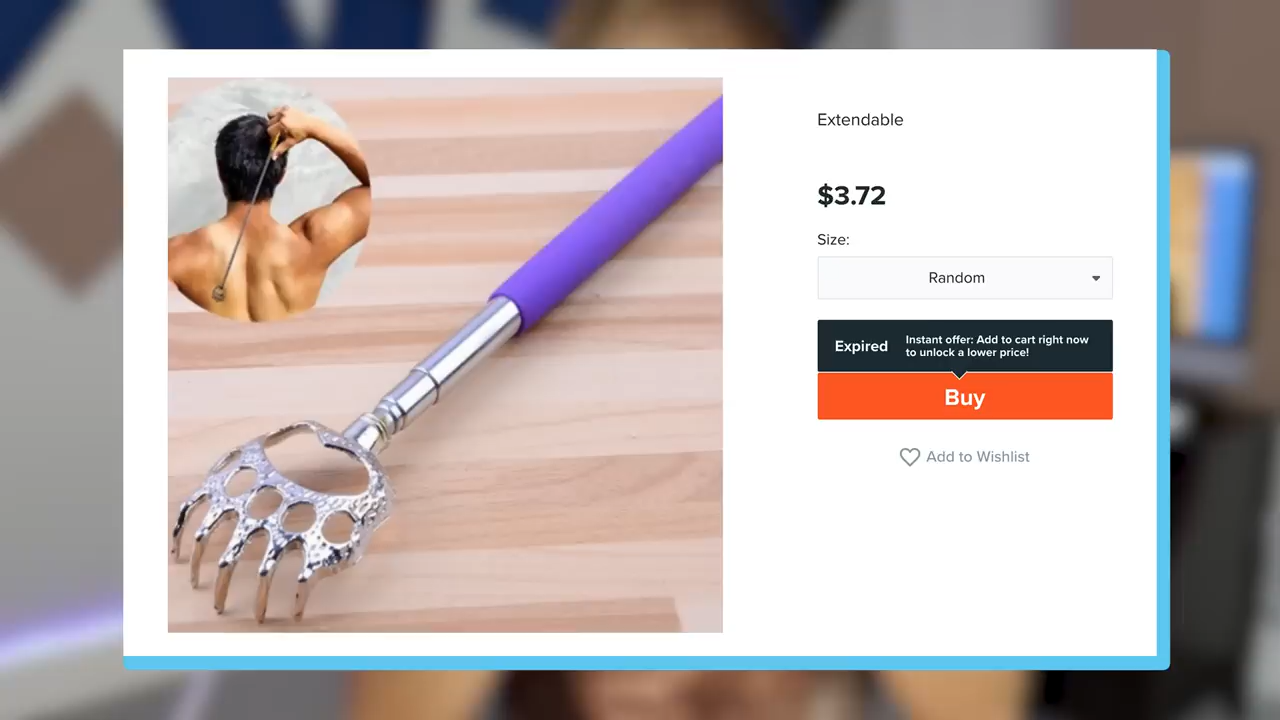 Extendable
$3.72
Size:
Random
Expired
Instant offer: Add to cart right now
to unlock a lower price!
Buy
Add to Wishlist